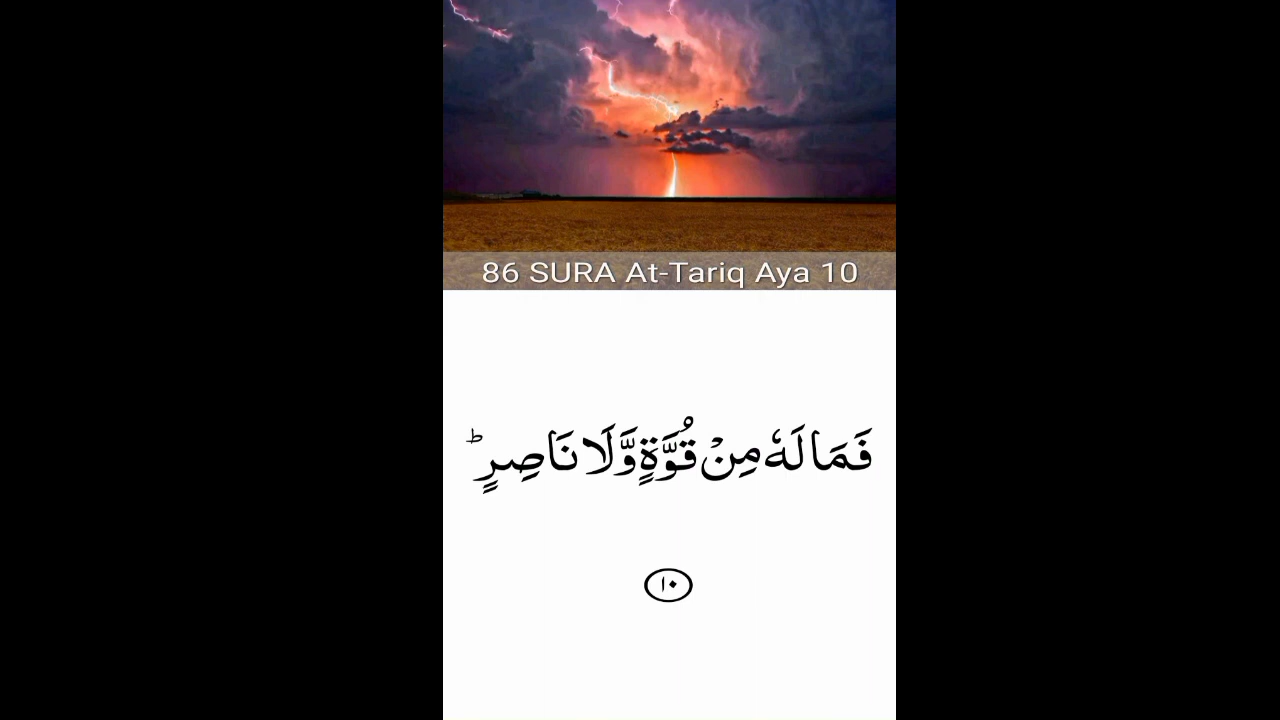 86 SURA At-Tariq Aya 10
فَمَا لَهٗ مِنْ قُوَّةٍ وَّلَا نَاصِرٍ ؕ
١٠